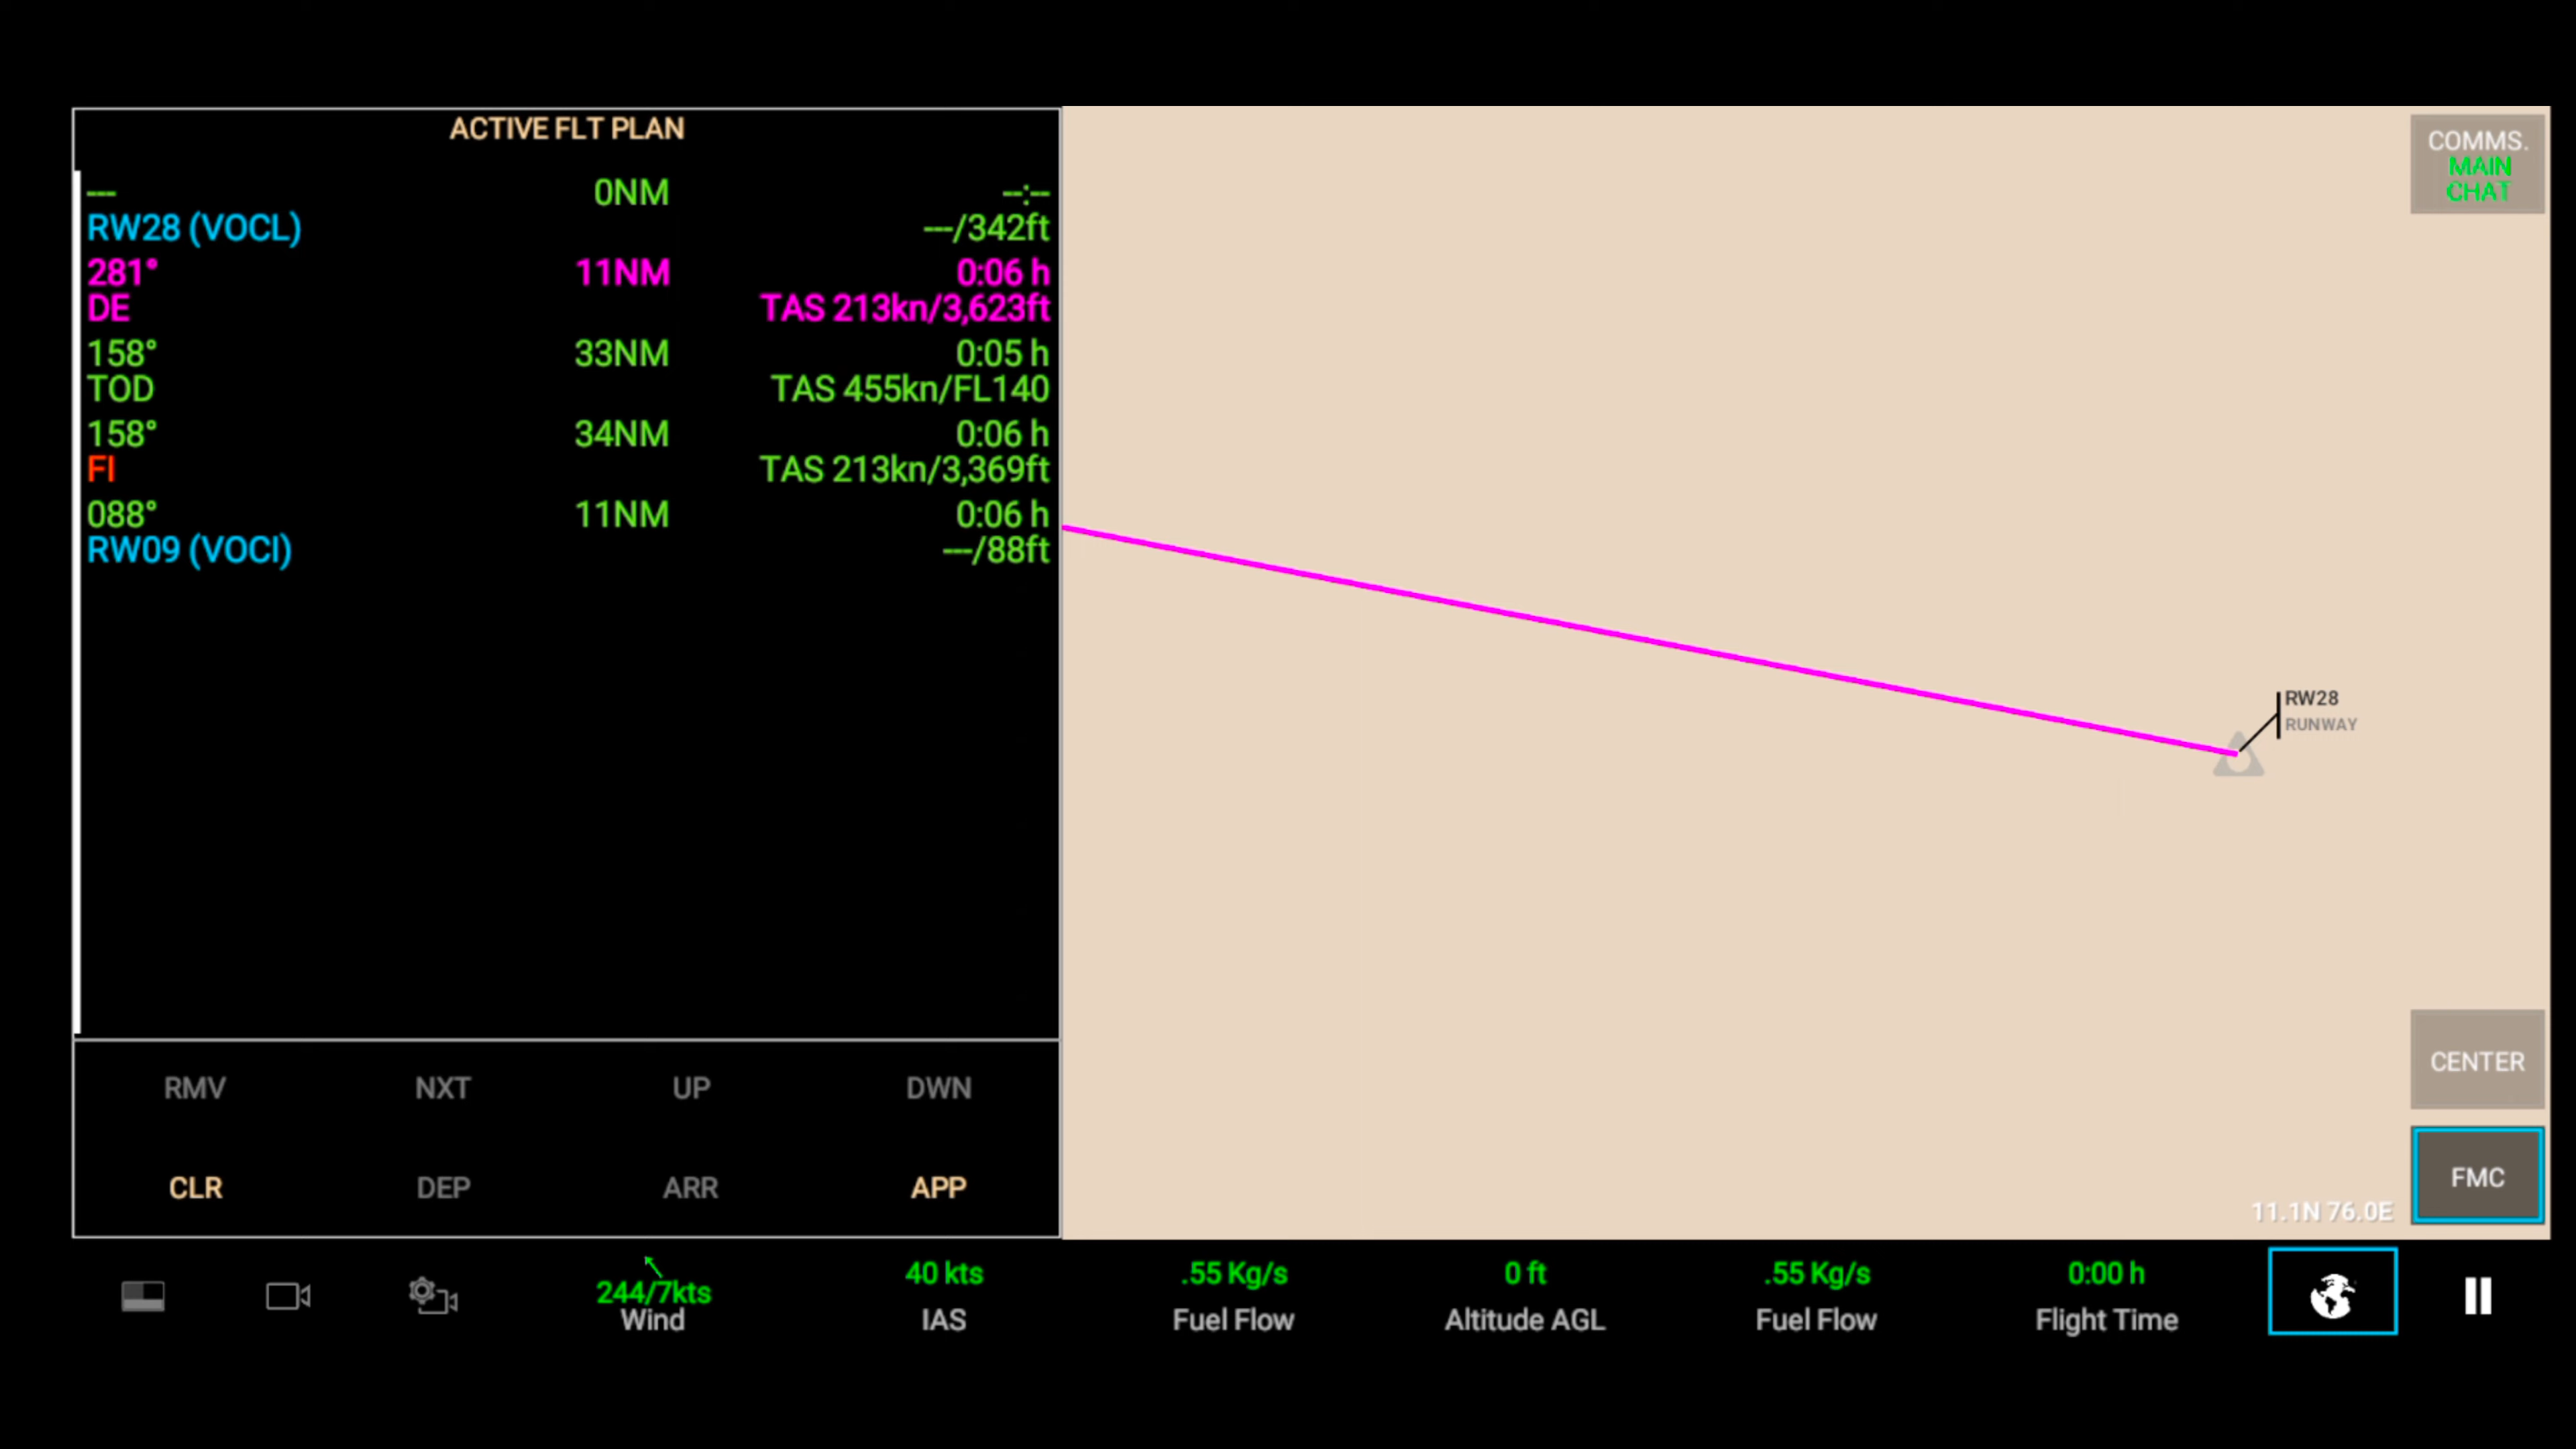 ACTIVE FLT PLAN
--- 0NM --:--
RW28 (VOCL) ---/342ft
281° 11NM 0:06 h
DE TAS 213kn/3,623ft
158° 33NM 0:05 h
TOD TAS 455kn/FL140
158° 34NM 0:06 h
FI TAS 213kn/3,369ft
088° 11NM 0:06 h
RW09 (VOCI) ---/88ft
RMV NXT UP DWN
CLR DEP ARR APP
COMMS.
MAIN
CHAT
RW28
RUNWAY
CENTER
FMC
11.1N 76.0E
244/7kts
Wind
40 kts
IAS
.55 Kg/s
Fuel Flow
0 ft
Altitude AGL
.55 Kg/s
Fuel Flow
0:00 h
Flight Time